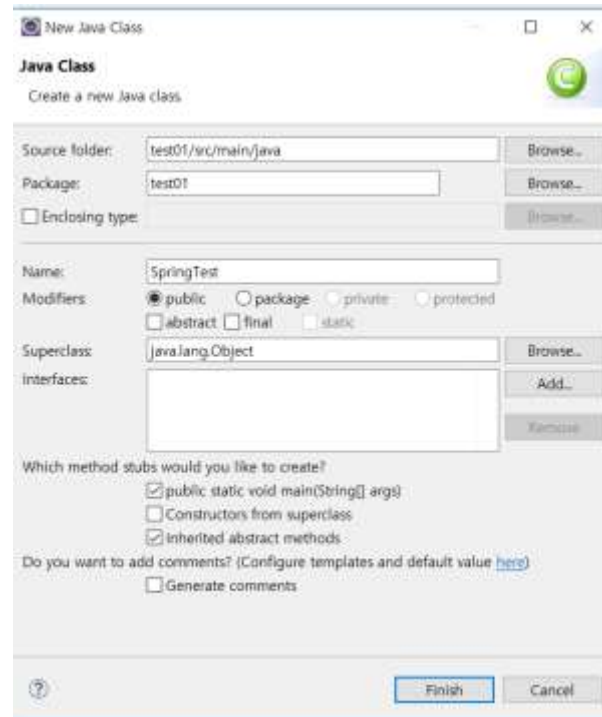 New Java Class
Java Class
Create a new Java class.
Source folder: test01/src/main/java Browse...
Package: test01 Browse...
Enclosing type: Browse...
Name: SpringTest
Modifiers: public package private protected
abstract final static
Superclass: java.lang.Object Browse...
Interfaces: Add...
Remove
Which method stubs would you like to create?
public static void main(String[] args)
Constructors from superclass
Inherited abstract methods
Do you want to add comments? (Configure templates and default value here)
Generate comments
? Finish Cancel